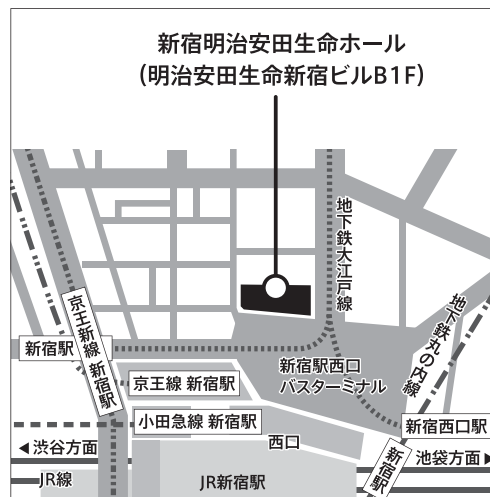 新宿明治安田生命ホール
(明治安田生命新宿ビルB1F)
地下鉄大江戸線
地下鉄丸の内線
京王新線 新宿駅
新宿駅
新宿駅西口
バスターミナル
京王線 新宿駅
小田急線 新宿駅
新宿西口駅
西口
◀渋谷方面
新宿駅
池袋方面▶
JR線
JR新宿駅